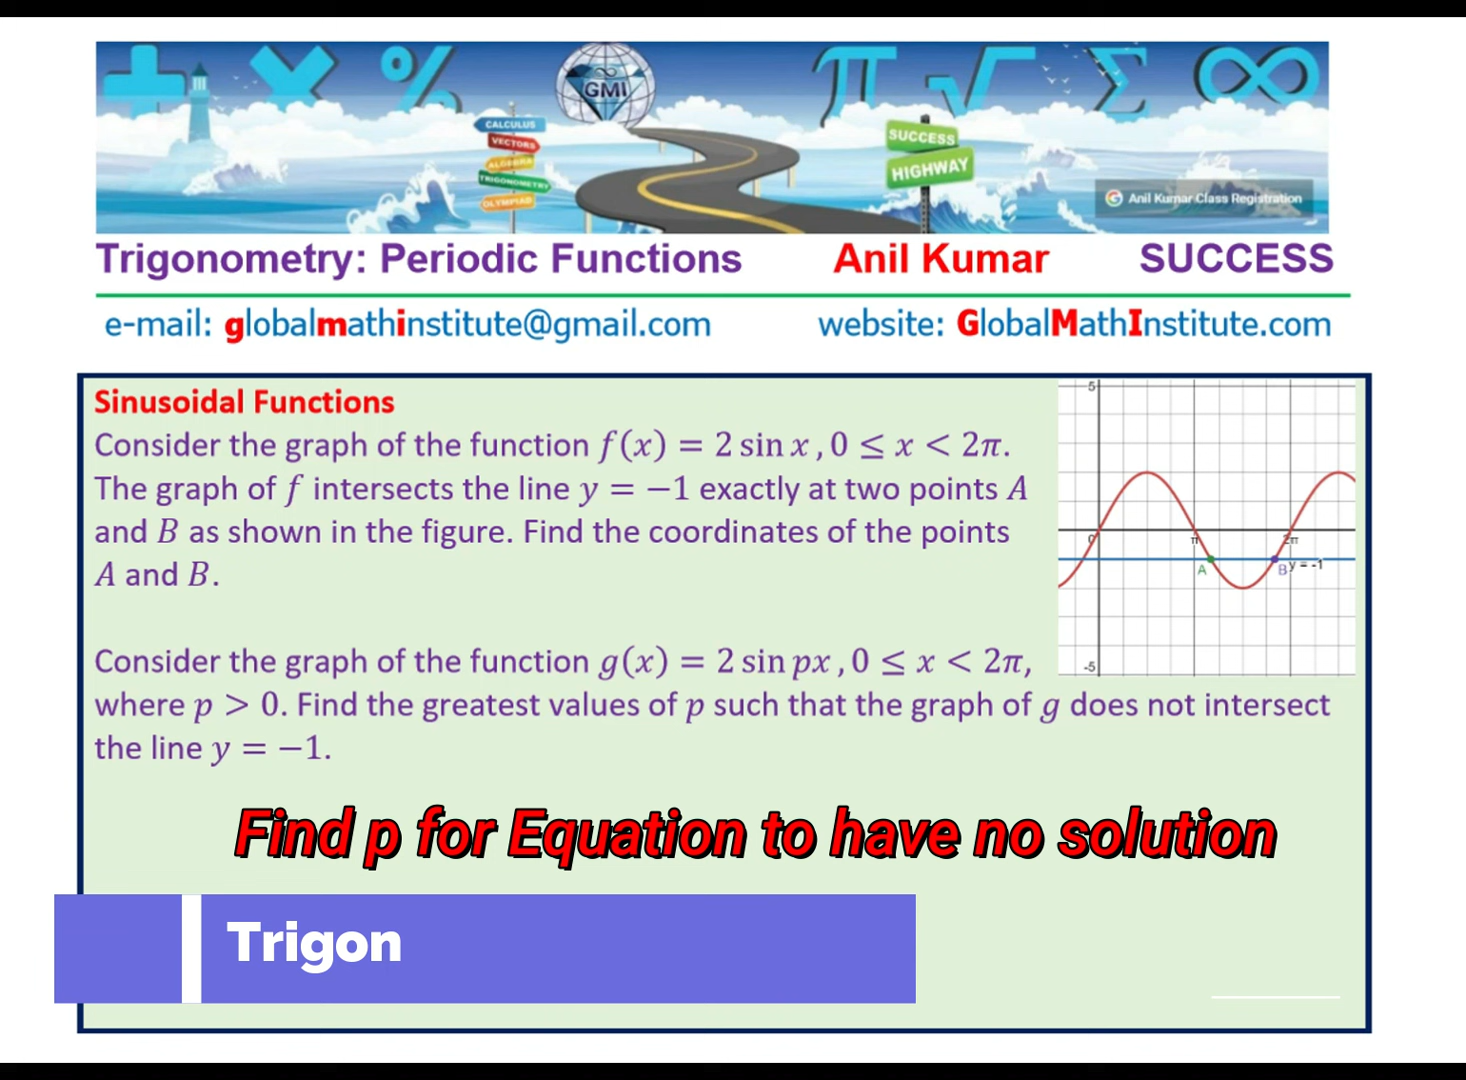 + × % GMI π √ Σ ∞
CALCULUS
VECTORS
ALGEBRA
TRIGONOMETRY
OLYMPIAD
SUCCESS
HIGHWAY
G Anil Kumar Class Registration
Trigonometry: Periodic Functions Anil Kumar SUCCESS
e-mail: globalmathinstitute@gmail.com website: GlobalMathInstitute.com
Sinusoidal Functions
Consider the graph of the function f(x) = 2 sin x , 0 ≤ x < 2π.
The graph of f intersects the line y = −1 exactly at two points A
and B as shown in the figure. Find the coordinates of the points
A and B.
5
0 π 2π
A B y = -1
-5
Consider the graph of the function g(x) = 2 sin px , 0 ≤ x < 2π,
where p > 0. Find the greatest values of p such that the graph of g does not intersect
the line y = −1.
Find p for Equation to have no solution
Trigon